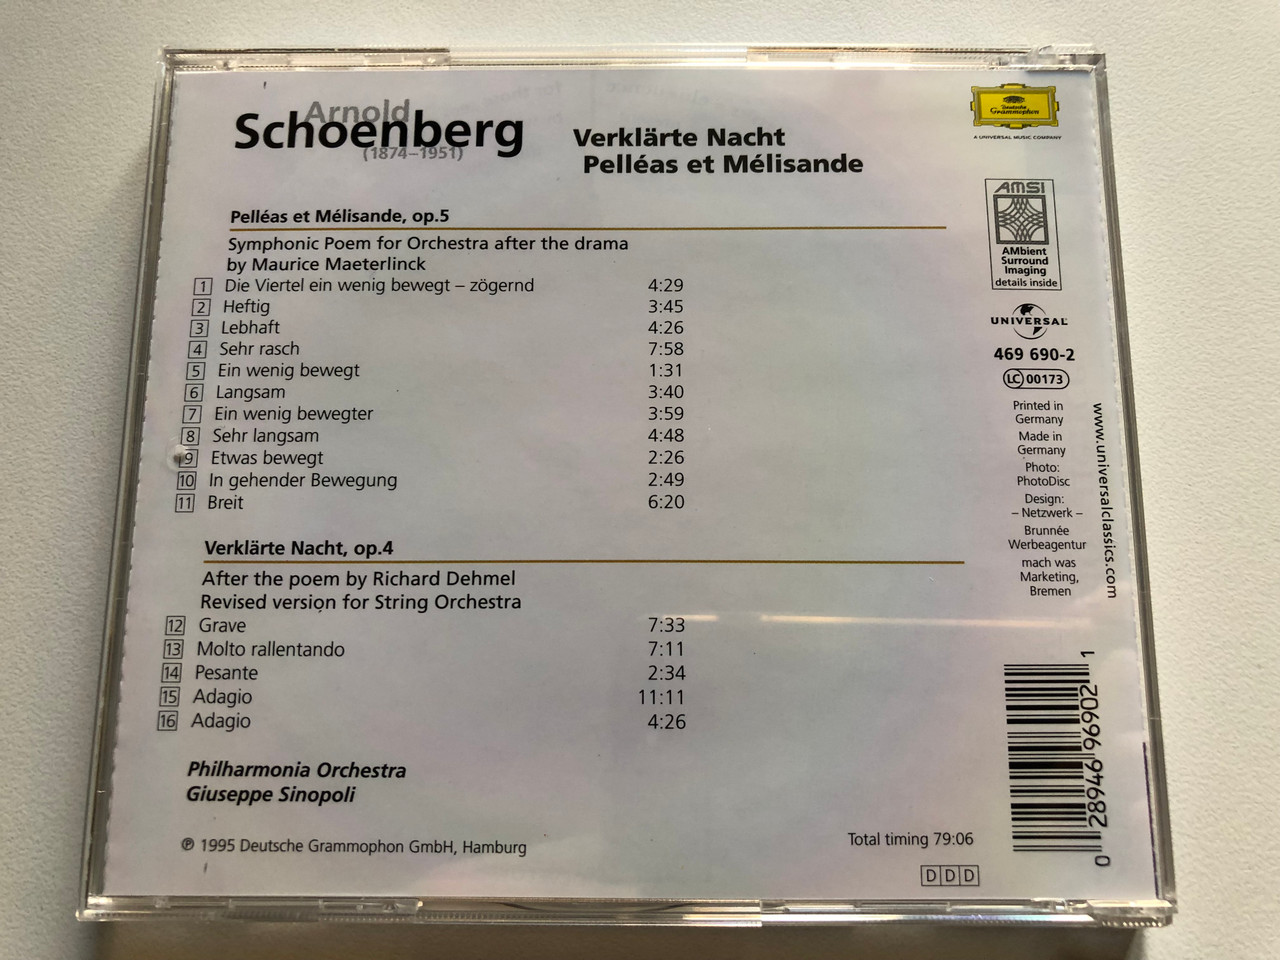 Arnold
Schoenberg
(1874–1951)
Verklärte Nacht
Pelléas et Mélisande
Deutsche
Grammophon
A UNIVERSAL MUSIC COMPANY
Pelléas et Mélisande, op.5
Symphonic Poem for Orchestra after the drama
by Maurice Maeterlinck
1 Die Viertel ein wenig bewegt – zögernd 4:29
2 Heftig 3:45
3 Lebhaft 4:26
4 Sehr rasch 7:58
5 Ein wenig bewegt 1:31
6 Langsam 3:40
7 Ein wenig bewegter 3:59
8 Sehr langsam 4:48
9 Etwas bewegt 2:26
10 In gehender Bewegung 2:49
11 Breit 6:20
Verklärte Nacht, op.4
After the poem by Richard Dehmel
Revised version for String Orchestra
12 Grave 7:33
13 Molto rallentando 7:11
14 Pesante 2:34
15 Adagio 11:11
16 Adagio 4:26
Philharmonia Orchestra
Giuseppe Sinopoli
℗ 1995 Deutsche Grammophon GmbH, Hamburg
Total timing 79:06
D D D
AMSI
AMbient
Surround
Imaging
details inside
UNIVERSAL
469 690-2
LC 00173
Printed in
Germany
Made in
Germany
Photo:
PhotoDisc
Design:
– Netzwerk –
Brunnée
Werbeagentur
mach was
Marketing,
Bremen
www.universalclassics.com
0 28946 96902 1